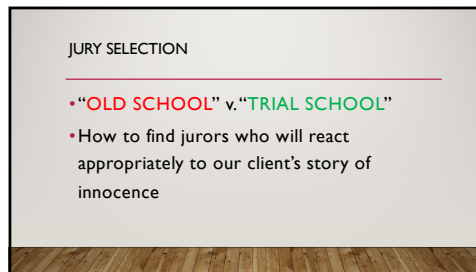 JURY SELECTION
•“OLD SCHOOL” v. “TRIAL SCHOOL”
•How to find jurors who will react
appropriately to our client’s story of
innocence